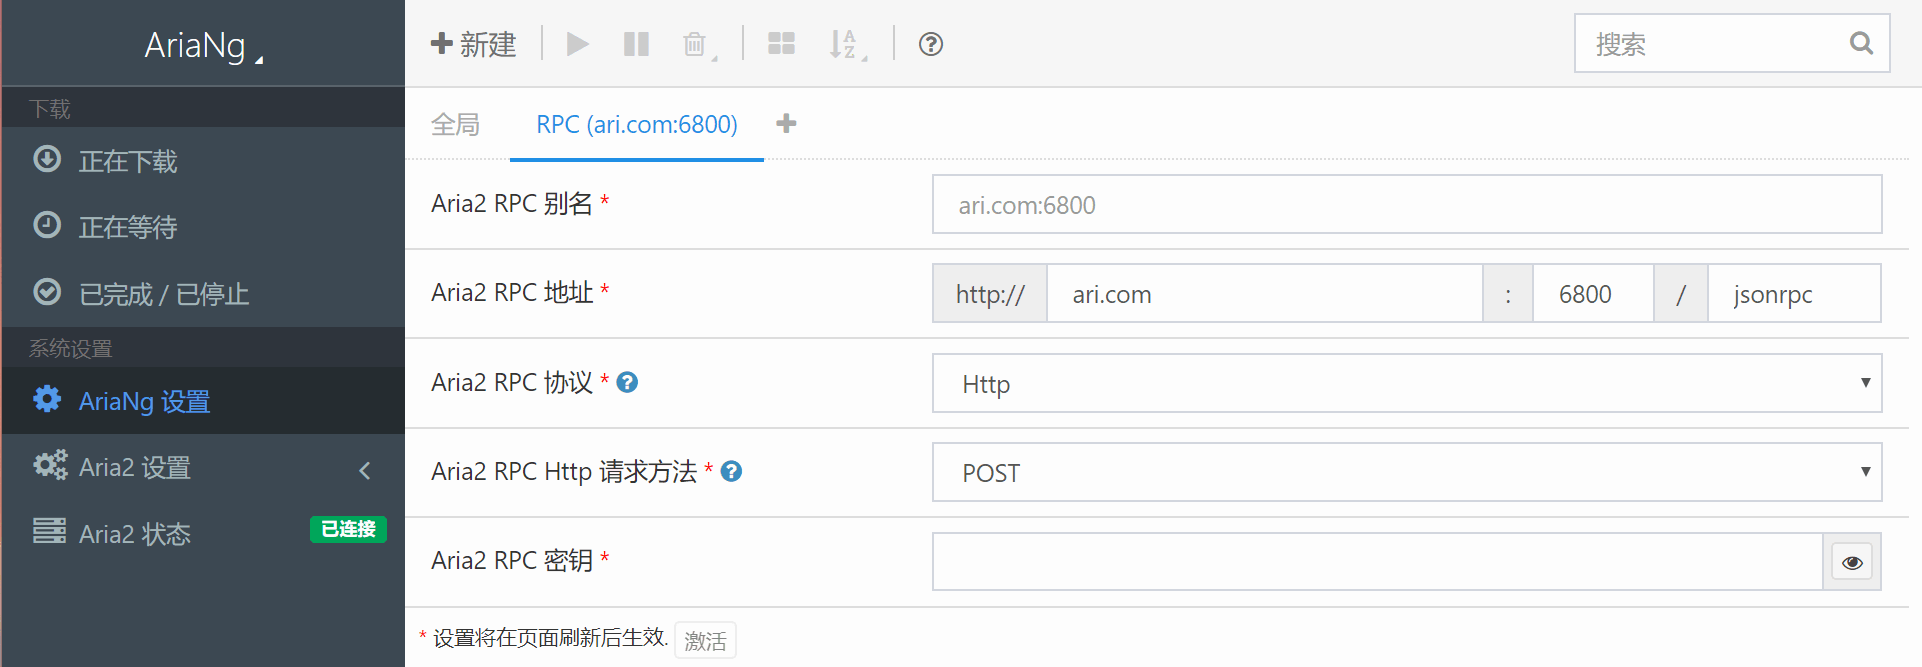 AriaNg
下载
正在下载
正在等待
已完成 / 已停止
系统设置
AriaNg 设置
Aria2 设置
Aria2 状态 已连接
新建
搜索
全局 RPC (ari.com:6800)
Aria2 RPC 别名 * ari.com:6800
Aria2 RPC 地址 * http:// ari.com : 6800 / jsonrpc
Aria2 RPC 协议 * Http
Aria2 RPC Http 请求方法 * POST
Aria2 RPC 密钥 *
* 设置将在页面刷新后生效. 激活